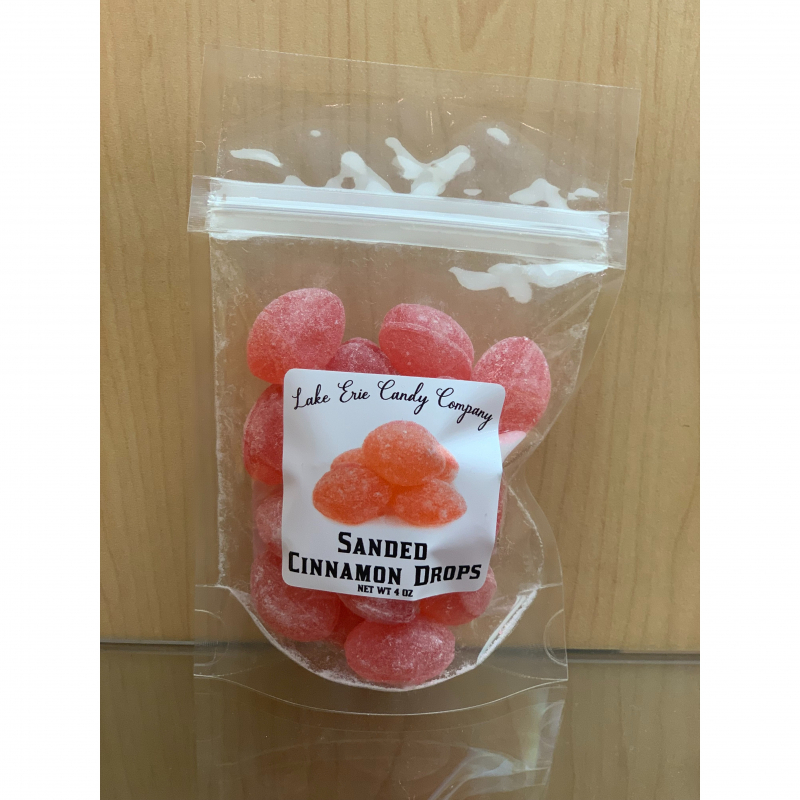 Lake Erie Candy Company
Sanded
Cinnamon Drops
NET WT 4 OZ